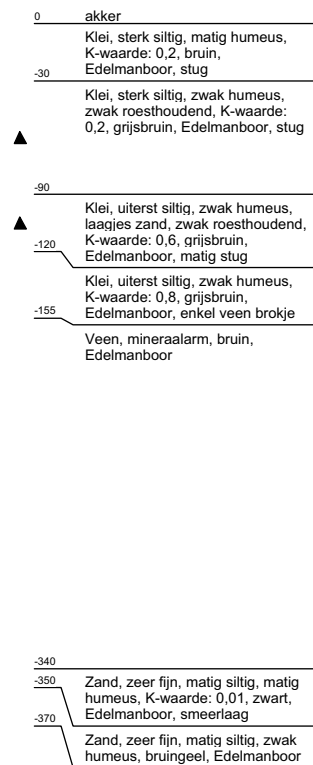 0 akker
Klei, sterk siltig, matig humeus,
K-waarde: 0,2, bruin,
Edelmanboor, stug
-30
Klei, sterk siltig, zwak humeus,
zwak roesthoudend, K-waarde:
0,2, grijsbruin, Edelmanboor, stug
-90
Klei, uiterst siltig, zwak humeus,
laagjes zand, zwak roesthoudend,
K-waarde: 0,6, grijsbruin,
Edelmanboor, matig stug
-120
Klei, uiterst siltig, zwak humeus,
K-waarde: 0,8, grijsbruin,
Edelmanboor, enkel veen brokje
-155
Veen, mineraalarm, bruin,
Edelmanboor
-340
-350
Zand, zeer fijn, matig siltig, matig
humeus, K-waarde: 0,01, zwart,
Edelmanboor, smeerlaag
-370
Zand, zeer fijn, matig siltig, zwak
humeus, bruingeel, Edelmanboor